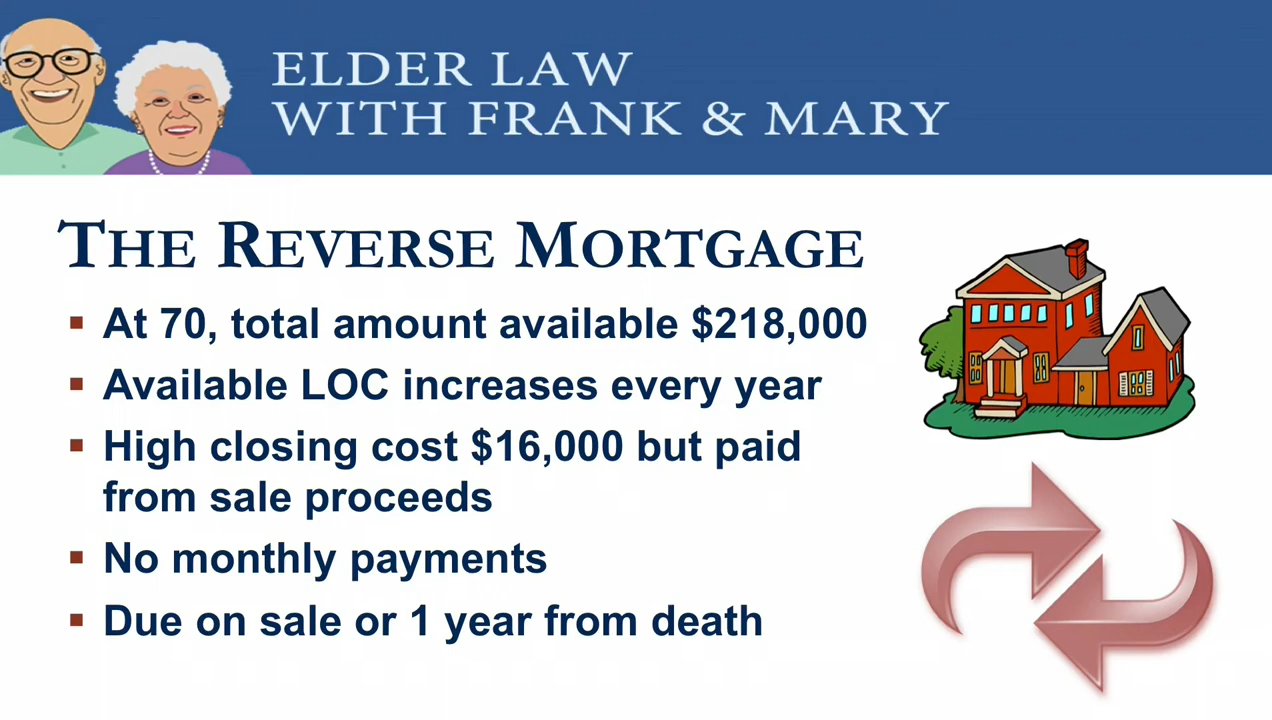 ELDER LAW
WITH FRANK & MARY
THE REVERSE MORTGAGE
▪ At 70, total amount available $218,000
▪ Available LOC increases every year
▪ High closing cost $16,000 but paid
from sale proceeds
▪ No monthly payments
▪ Due on sale or 1 year from death